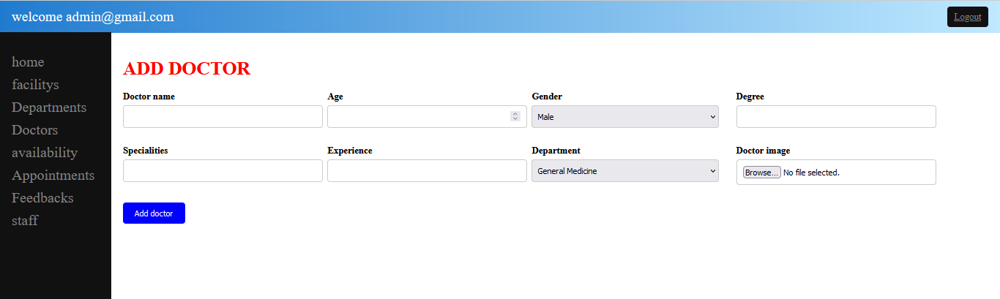 welcome admin@gmail.com
Logout
home
facilitys
Departments
Doctors
availability
Appointments
Feedbacks
staff
ADD DOCTOR
Doctor name Age Gender Degree
Male
Specialities Experience Department Doctor image
General Medicine Browse... No file selected.
Add doctor